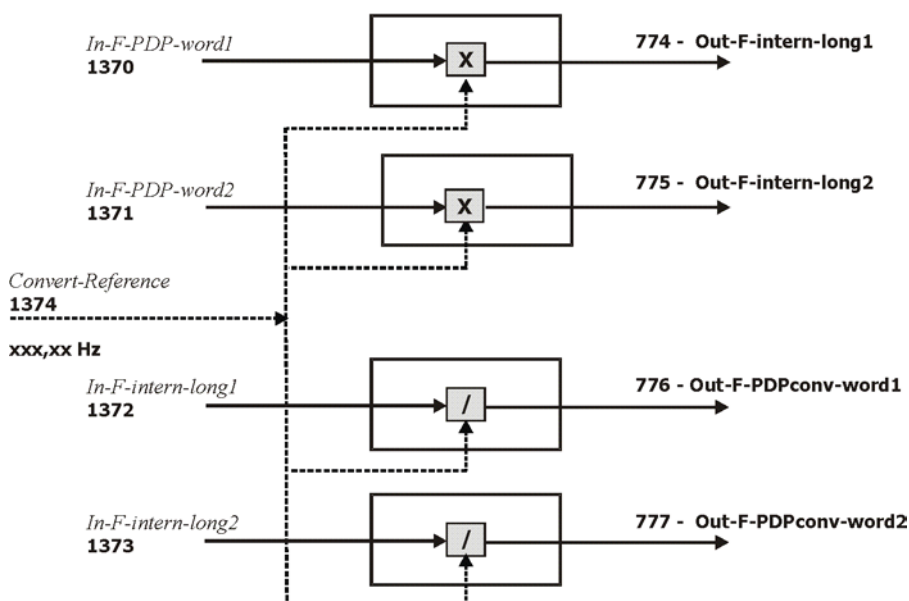 In-F-PDP-word1
1370
X
774 - Out-F-intern-long1
In-F-PDP-word2
1371
X
775 - Out-F-intern-long2
Convert-Reference
1374
xxx,xx Hz
In-F-intern-long1
1372
/
776 - Out-F-PDPconv-word1
In-F-intern-long2
1373
/
777 - Out-F-PDPconv-word2